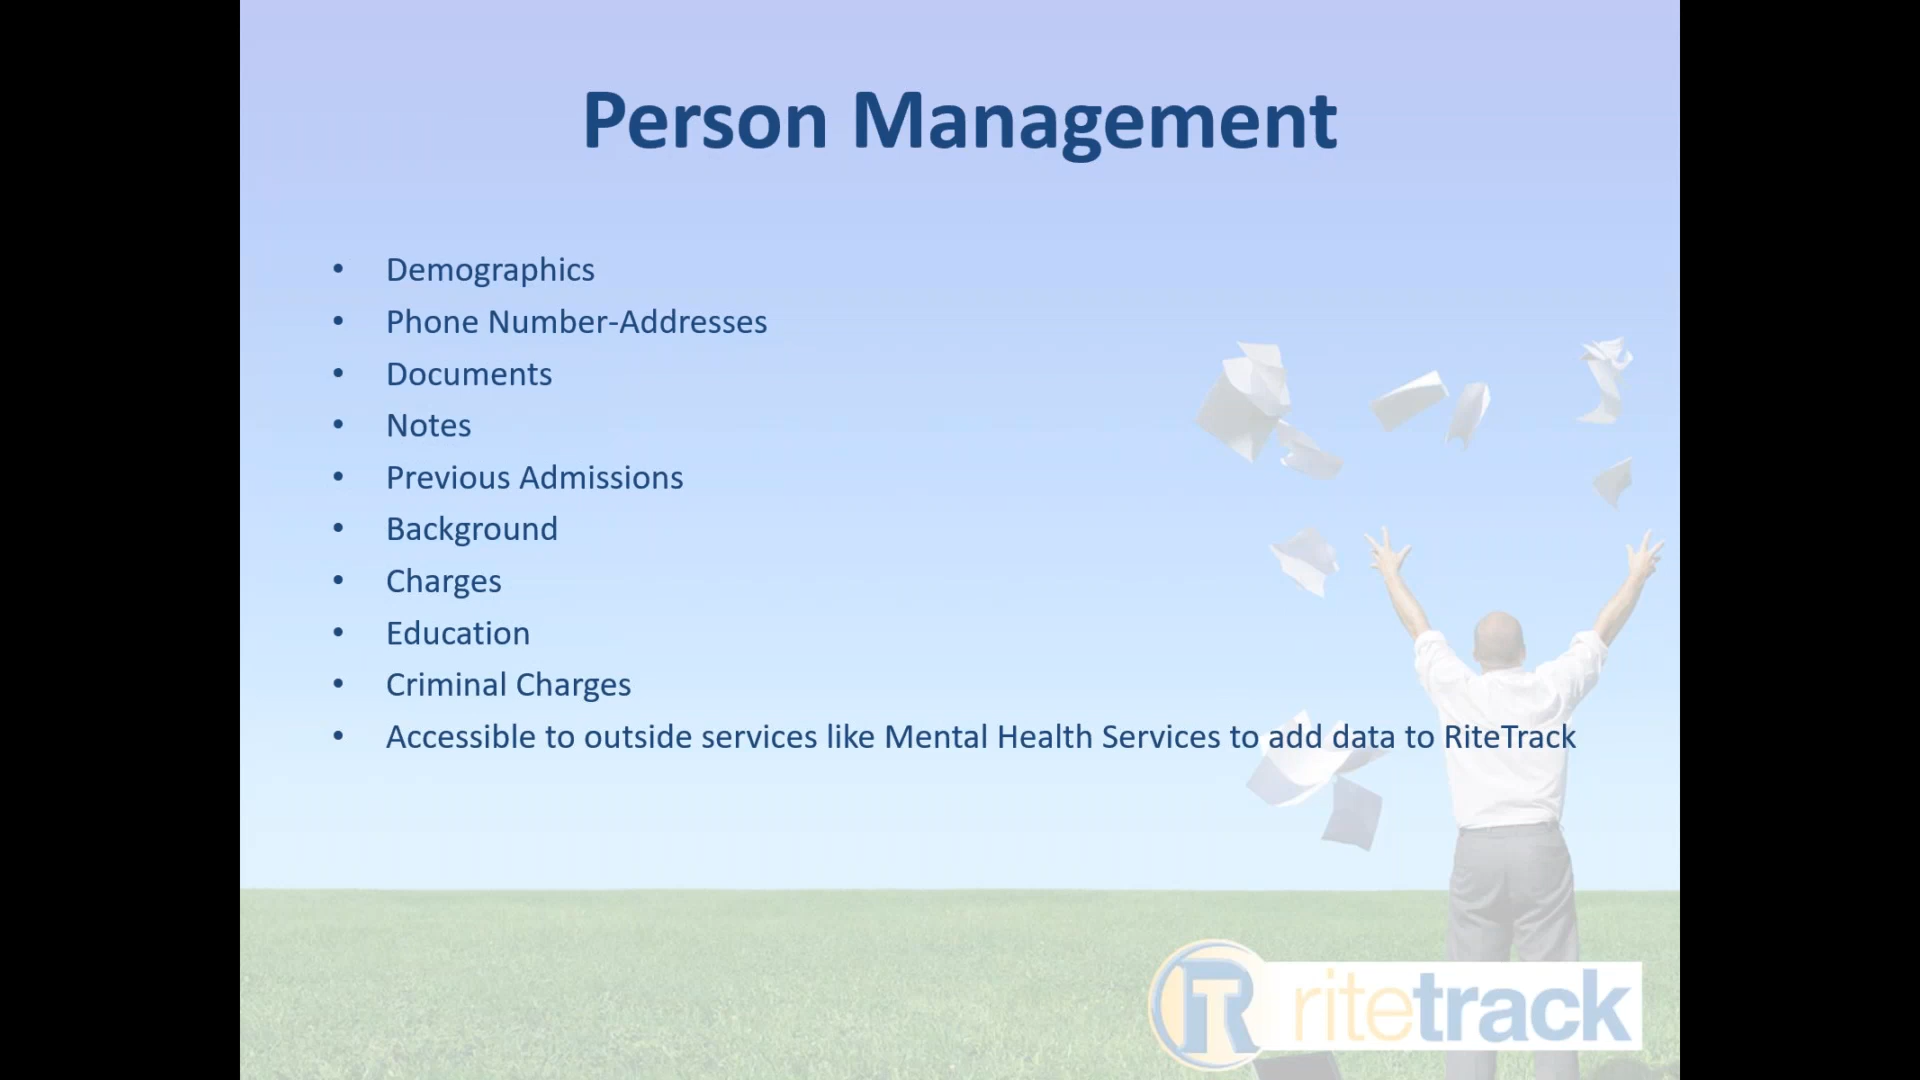 Person Management
• Demographics
• Phone Number-Addresses
• Documents
• Notes
• Previous Admissions
• Background
• Charges
• Education
• Criminal Charges
• Accessible to outside services like Mental Health Services to add data to RiteTrack
RT ritetrack